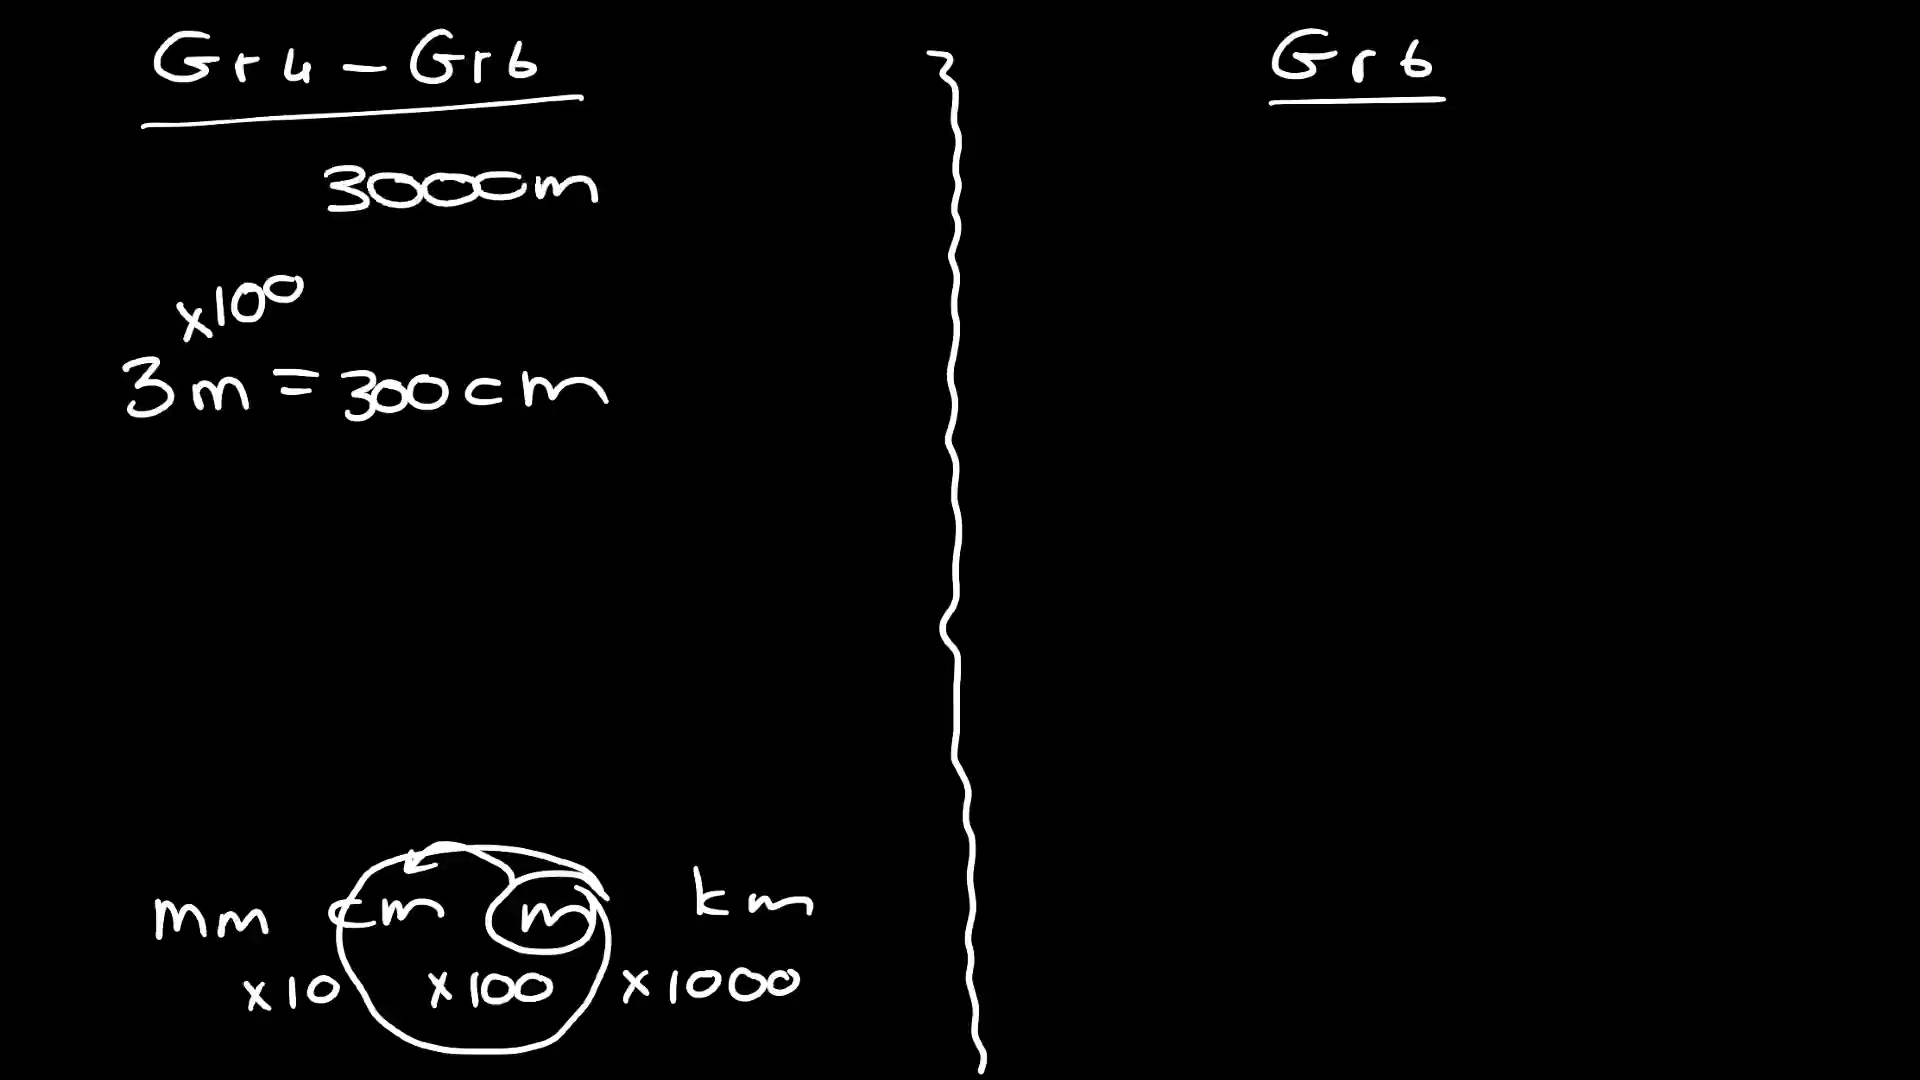 Gr4 - Gr6
3000m
x100
3m = 300cm
mm cm m km
x10 x100 x1000
Gr6